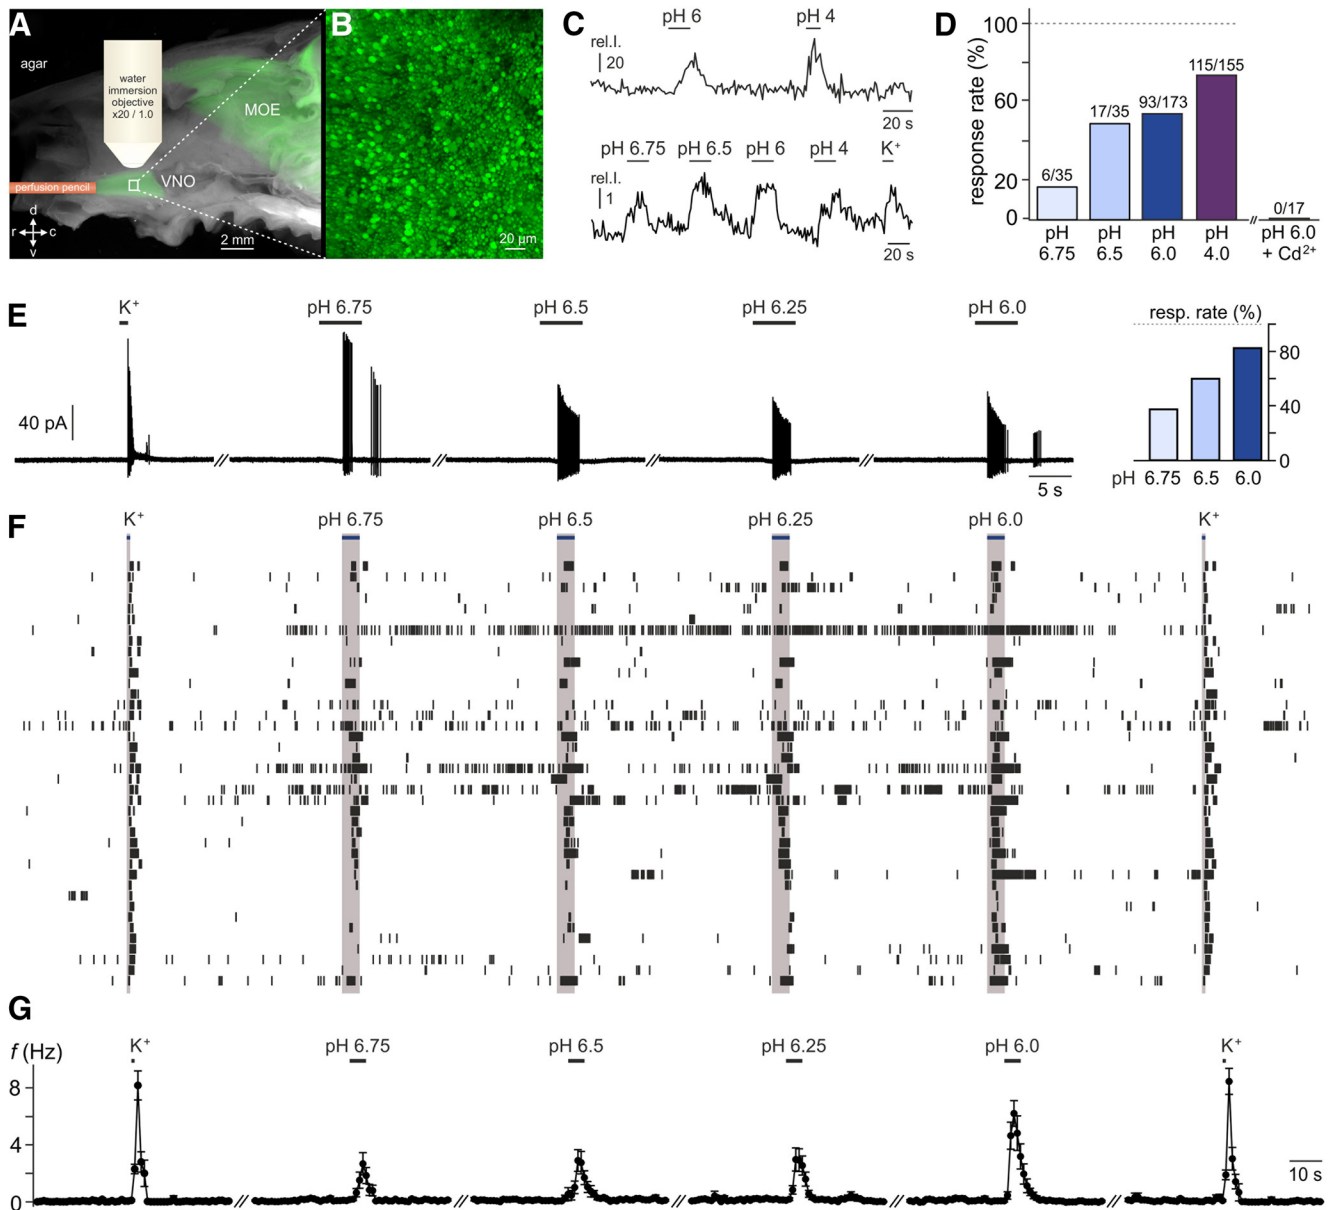 A
agar
water
immersion
objective
x20 / 1.0
MOE
VNO
perfusion pencil
d
r c
v
2 mm
B
20 µm
C
pH 6 pH 4
rel.I.
20
20 s
pH 6.75 pH 6.5 pH 6 pH 4 K⁺
rel.I.
1
20 s
D
response rate (%)
100
60
20
0
6/35
17/35
93/173
115/155
0/17
pH pH pH pH pH 6.0
6.75 6.5 6.0 4.0 + Cd²⁺
E
K⁺ pH 6.75 pH 6.5 pH 6.25 pH 6.0
40 pA
5 s
resp. rate (%)
80
40
0
pH 6.75 6.5 6.0
F
K⁺ pH 6.75 pH 6.5 pH 6.25 pH 6.0 K⁺
G
f (Hz)
K⁺ pH 6.75 pH 6.5 pH 6.25 pH 6.0 K⁺
8
4
0
10 s